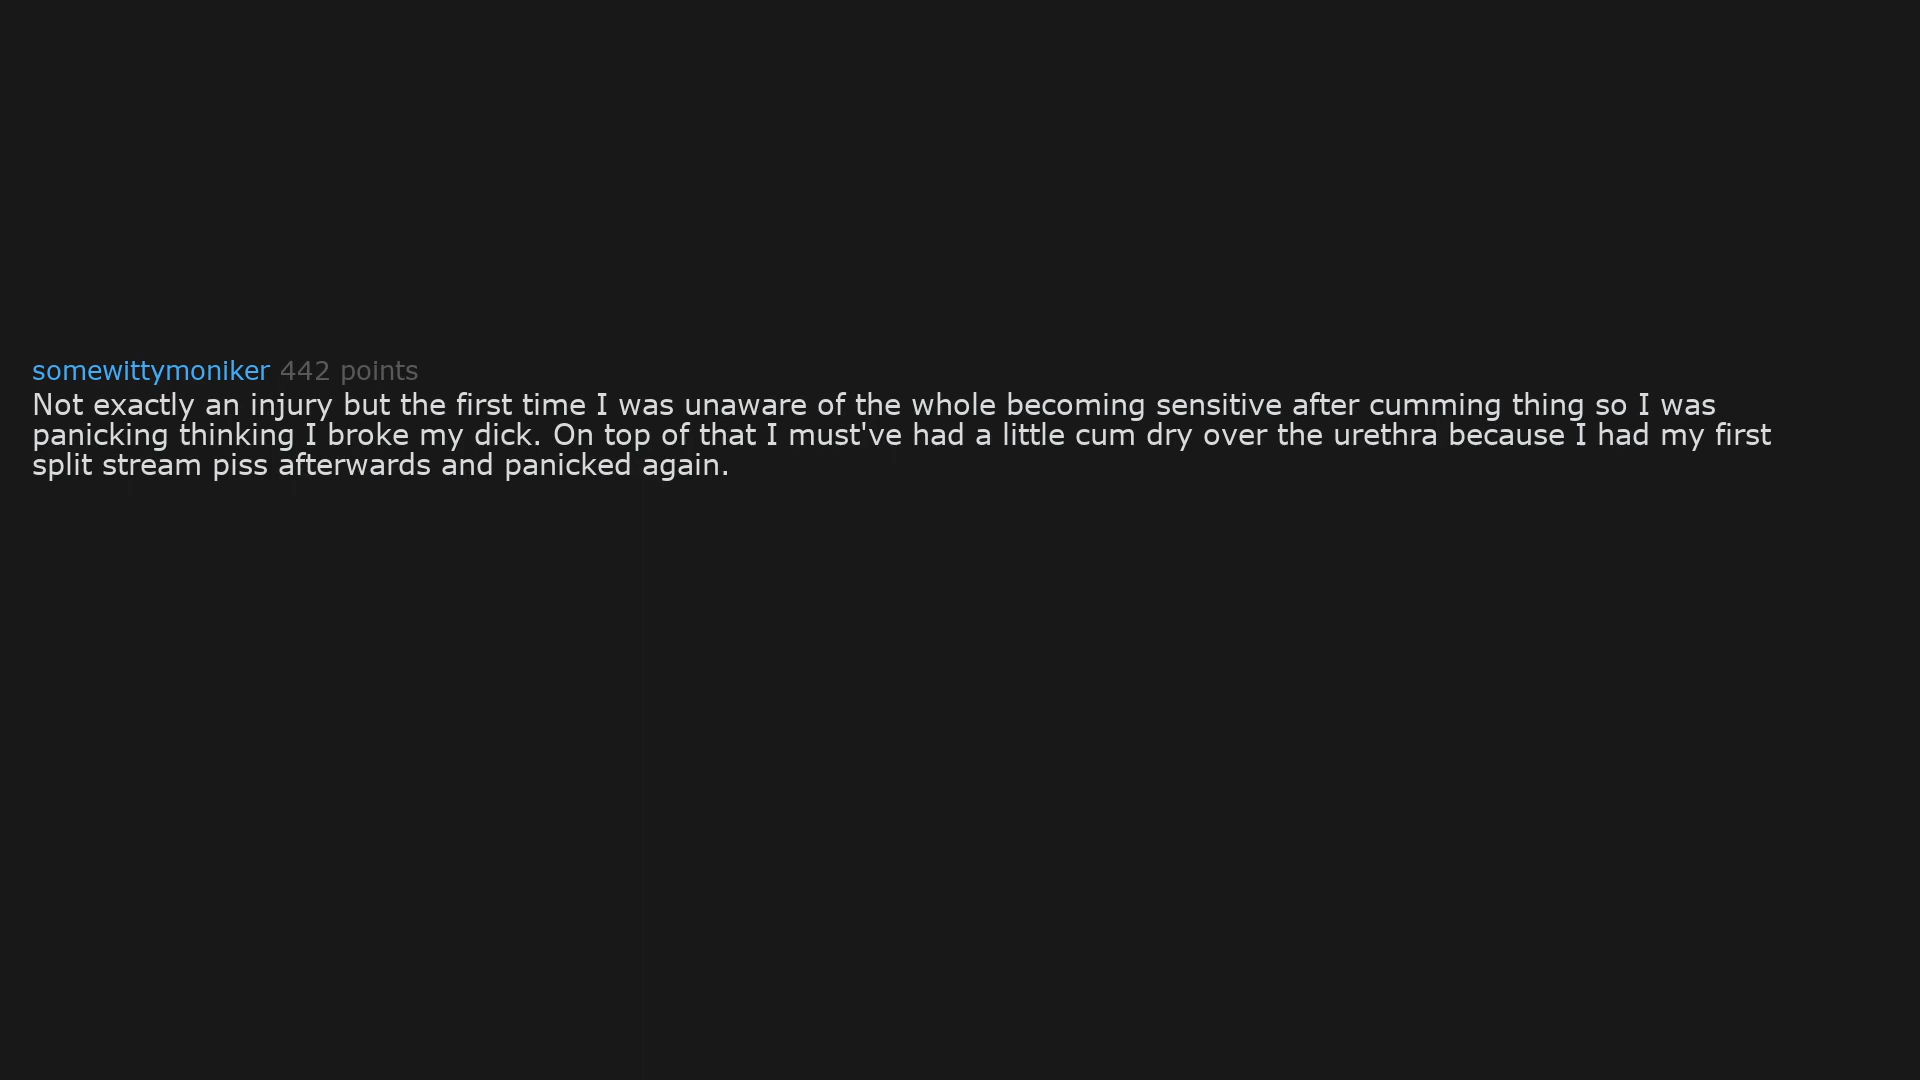 somewittymoniker 442 points
Not exactly an injury but the first time I was unaware of the whole becoming sensitive after cumming thing so I was
panicking thinking I broke my dick. On top of that I must've had a little cum dry over the urethra because I had my first
split stream piss afterwards and panicked again.